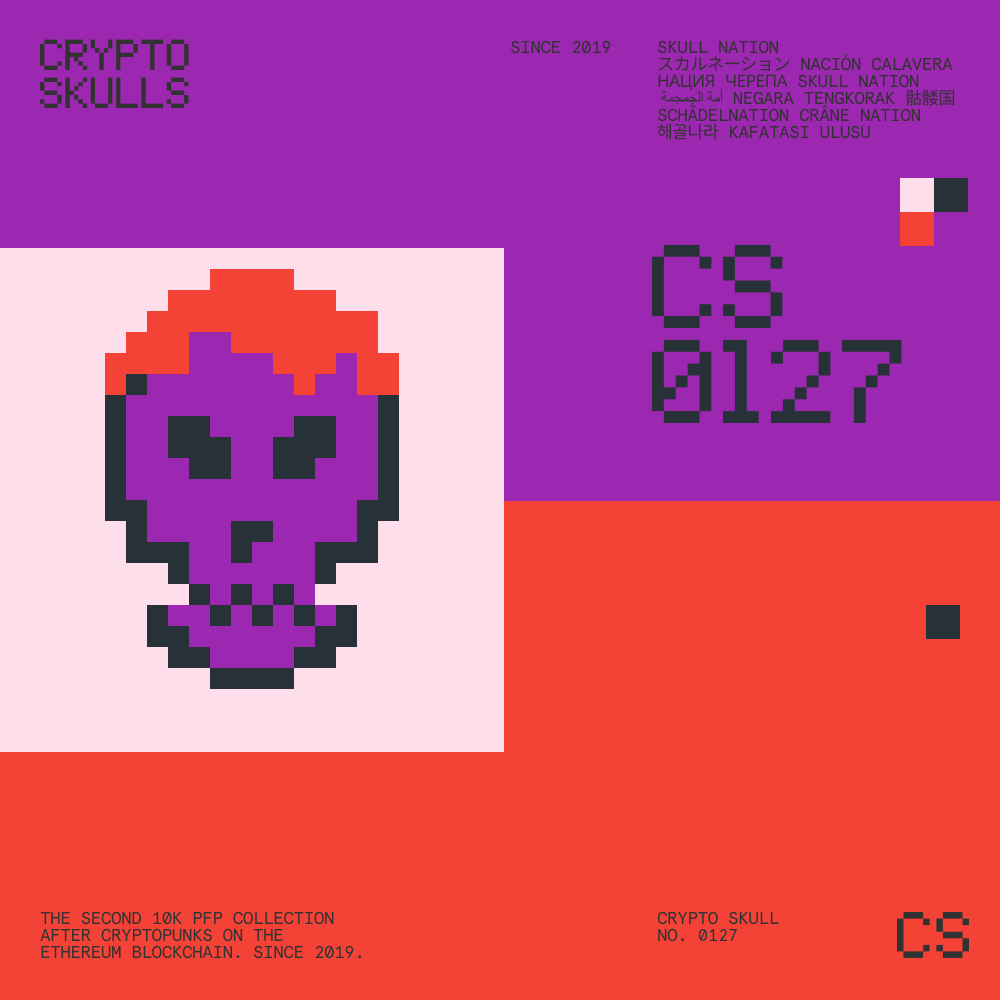 CRYPTO
SKULLS
SINCE 2019
SKULL NATION
スカルネーション NACIÓN CALAVERA
НАЦИЯ ЧЕРЕПА SKULL NATION
أمة الجمجمة NEGARA TENGKORAK 骷髅国
SCHÄDELNATION CRÂNE NATION
해골나라 KAFATASI ULUSU
CS
0127
THE SECOND 10K PFP COLLECTION
AFTER CRYPTOPUNKS ON THE
ETHEREUM BLOCKCHAIN. SINCE 2019.
CRYPTO SKULL
NO. 0127
CS